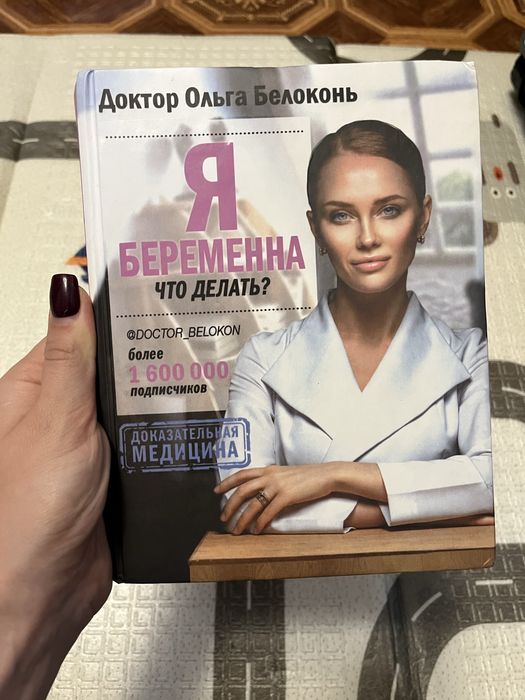 Доктор Ольга Белоконь
Я
БЕРЕМЕННА
ЧТО ДЕЛАТЬ?
@DOCTOR_BELOKON
более
1 600 000
подписчиков
ДОКАЗАТЕЛЬНАЯ
МЕДИЦИНА